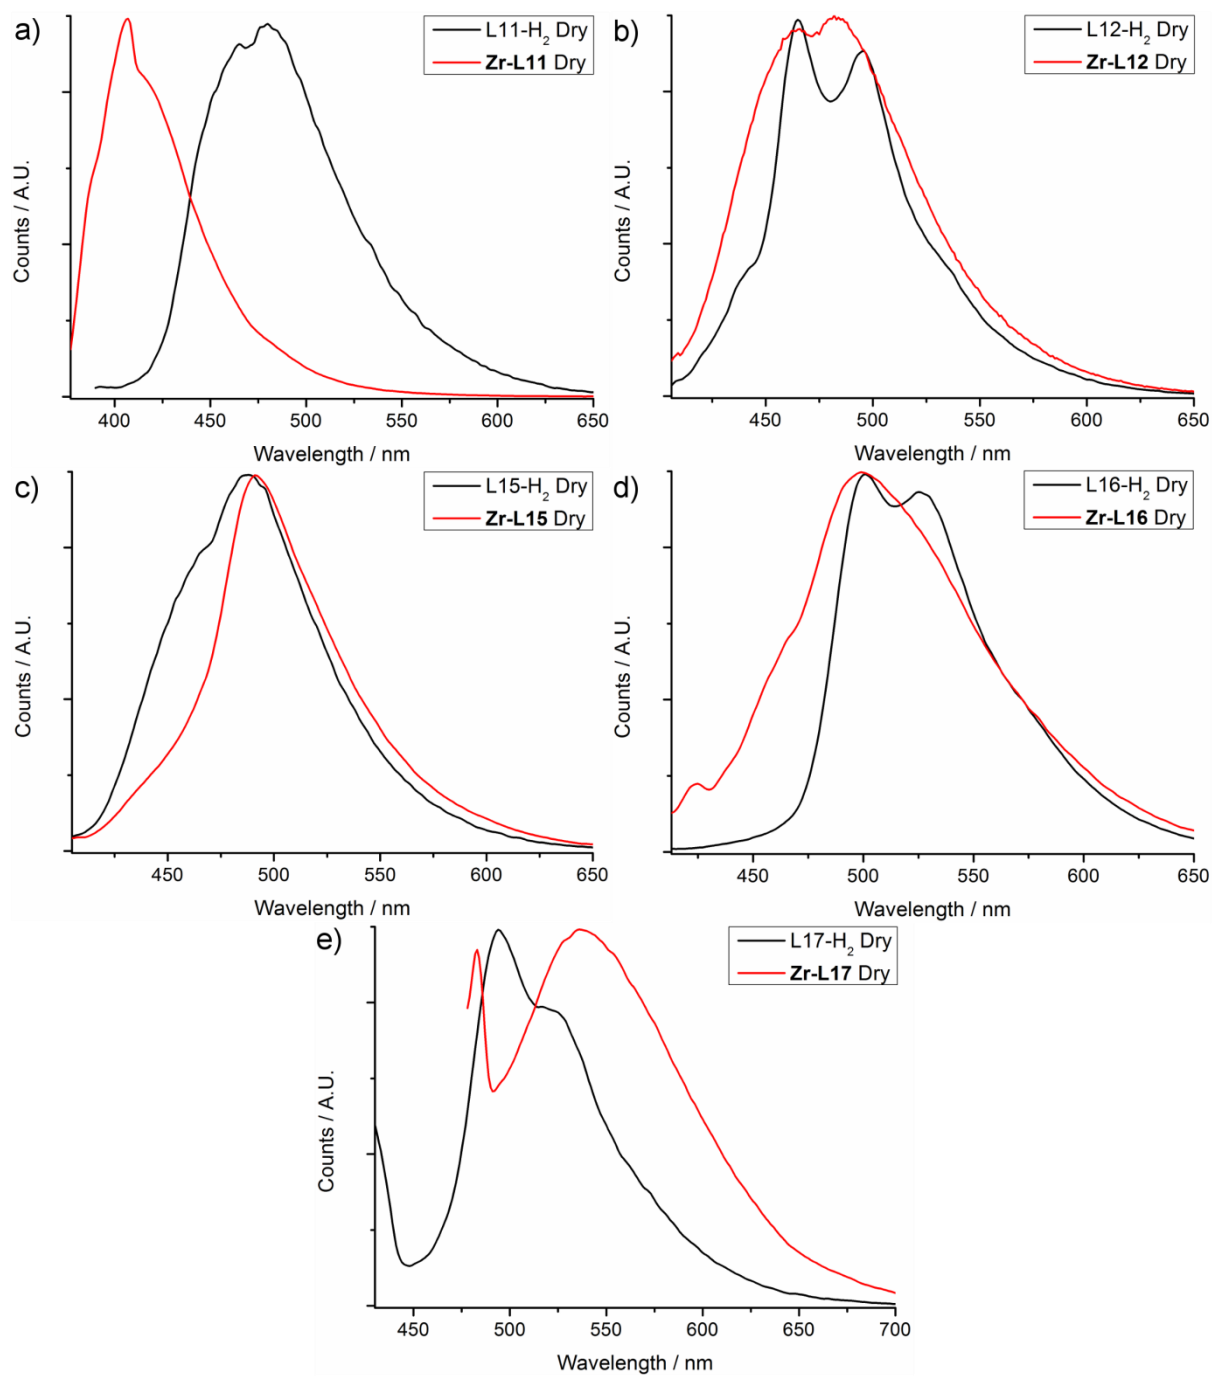 a)
L11-H₂ Dry
Zr-L11 Dry
Counts / A.U.
400 450 500 550 600 650
Wavelength / nm
b)
L12-H₂ Dry
Zr-L12 Dry
Counts / A.U.
450 500 550 600 650
Wavelength / nm
c)
L15-H₂ Dry
Zr-L15 Dry
Counts / A.U.
450 500 550 600 650
Wavelength / nm
d)
L16-H₂ Dry
Zr-L16 Dry
Counts / A.U.
450 500 550 600 650
Wavelength / nm
e)
L17-H₂ Dry
Zr-L17 Dry
Counts / A.U.
450 500 550 600 650 700
Wavelength / nm